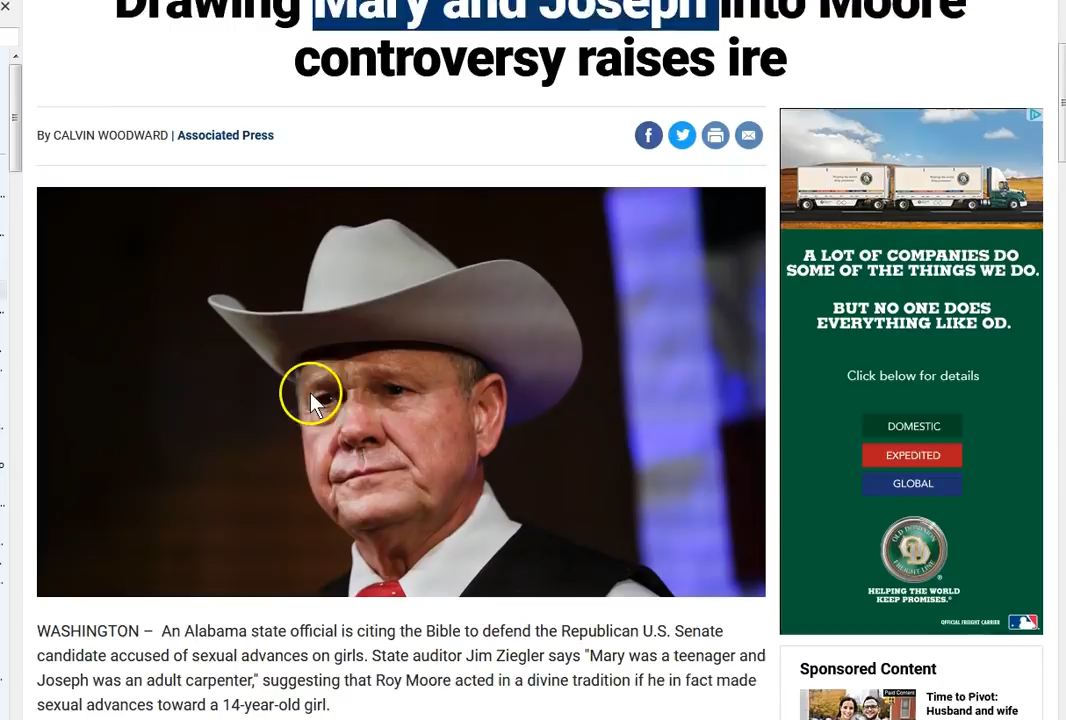 Drawing Mary and Joseph into Moore
controversy raises ire
By CALVIN WOODWARD | Associated Press
A LOT OF COMPANIES DO
SOME OF THE THINGS WE DO.
BUT NO ONE DOES
EVERYTHING LIKE OD.
Click below for details
DOMESTIC
EXPEDITED
GLOBAL
OLD DOMINION
FREIGHT LINE
HELPING THE WORLD
KEEP PROMISES.®
OFFICIAL FREIGHT CARRIER
WASHINGTON – An Alabama state official is citing the Bible to defend the Republican U.S. Senate
candidate accused of sexual advances on girls. State auditor Jim Ziegler says "Mary was a teenager and
Joseph was an adult carpenter," suggesting that Roy Moore acted in a divine tradition if he in fact made
sexual advances toward a 14-year-old girl.
Sponsored Content
Paid Content
Time to Pivot:
Husband and wife